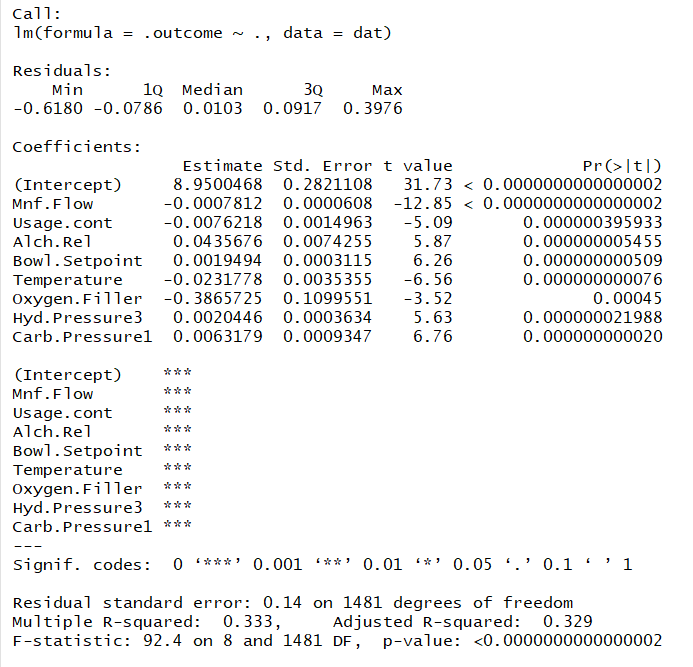 Call:
lm(formula = .outcome ~ ., data = dat)
Residuals:
    Min      1Q  Median      3Q     Max
-0.6180 -0.0786  0.0103  0.0917  0.3976
Coefficients:
                 Estimate Std. Error t value             Pr(>|t|)
(Intercept)     8.9500468  0.2821108   31.73 < 0.0000000000000002
Mnf.Flow       -0.0007812  0.0000608  -12.85 < 0.0000000000000002
Usage.cont     -0.0076218  0.0014963   -5.09       0.000000395933
Alch.Rel        0.0435676  0.0074255    5.87       0.000000005455
Bowl.Setpoint   0.0019494  0.0003115    6.26       0.000000000509
Temperature    -0.0231778  0.0035355   -6.56       0.000000000076
Oxygen.Filler  -0.3865725  0.1099551   -3.52              0.00045
Hyd.Pressure3   0.0020446  0.0003634    5.63       0.000000021988
Carb.Pressure1  0.0063179  0.0009347    6.76       0.000000000020
(Intercept)    ***
Mnf.Flow       ***
Usage.cont     ***
Alch.Rel       ***
Bowl.Setpoint  ***
Temperature    ***
Oxygen.Filler  ***
Hyd.Pressure3  ***
Carb.Pressure1 ***
---
Signif. codes:  0 ‘***’ 0.001 ‘**’ 0.01 ‘*’ 0.05 ‘.’ 0.1 ‘ ’ 1
Residual standard error: 0.14 on 1481 degrees of freedom
Multiple R-squared:  0.333,	Adjusted R-squared:  0.329
F-statistic: 92.4 on 8 and 1481 DF,  p-value: <0.0000000000000002